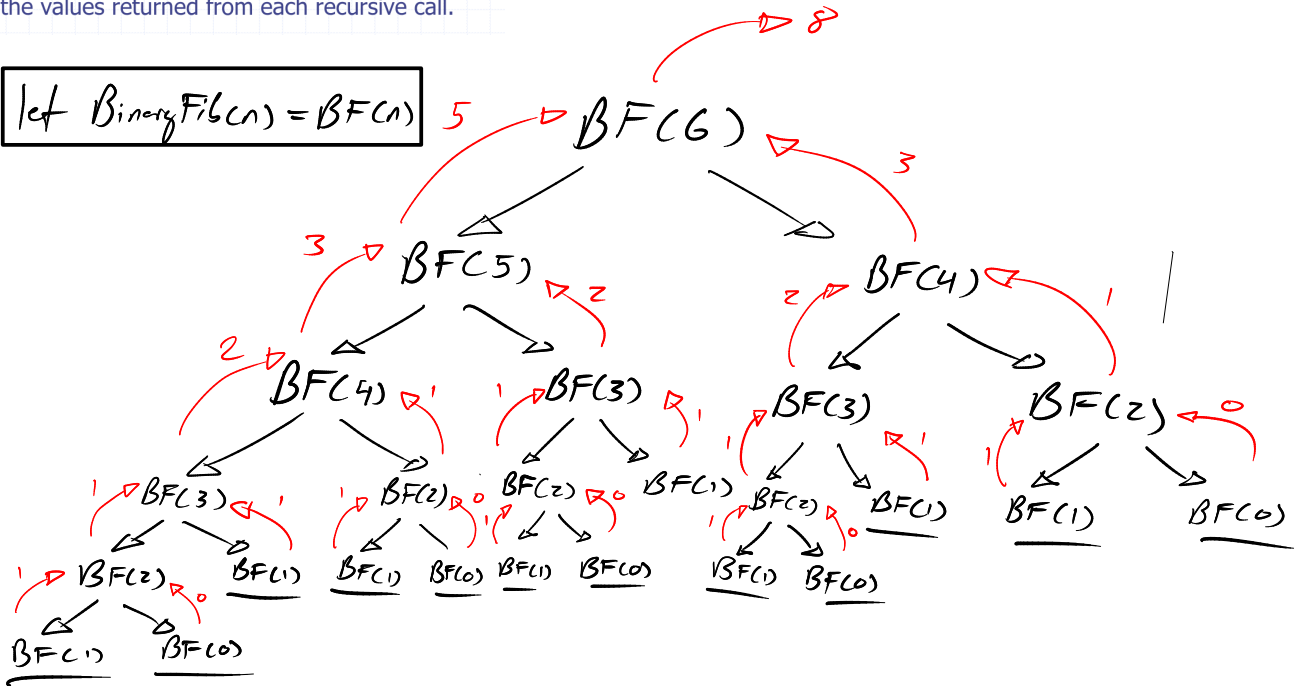 the values returned from each recursive call.
8
let BinaryFib(n) = BF(n)
5 BF(6) 3
3 BF(5) 2 2 BF(4) 1
2 BF(4) 1 1 BF(3) 1 1 BF(3) 1 1 BF(2) 0
1 BF(3) 1 1 BF(2) 0 1 BF(2) 0 BF(1) 1 BF(2) 0 BF(1) BF(1) BF(0)
1 BF(2) 0 BF(1) BF(1) BF(0) BF(1) BF(0) BF(1) BF(0)
BF(1) BF(0)